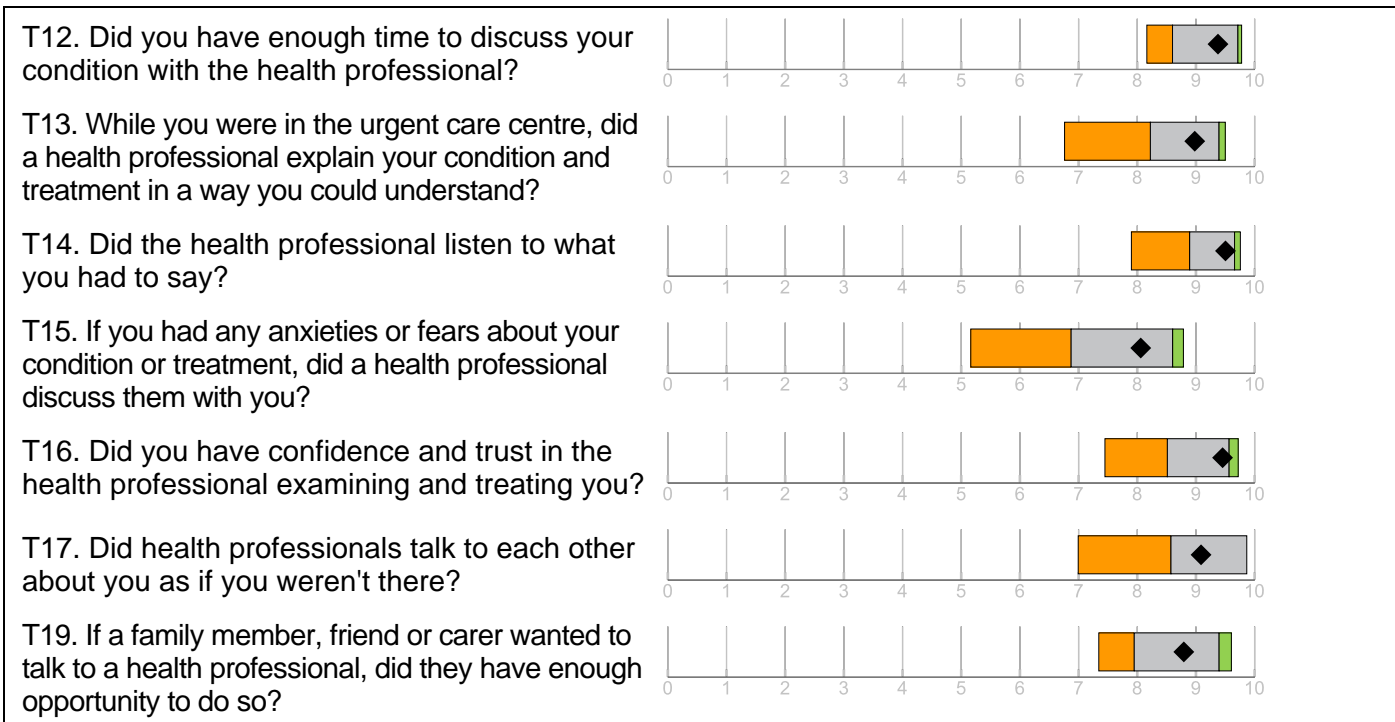 T12. Did you have enough time to discuss your
condition with the health professional?
0 1 2 3 4 5 6 7 8 9 10
T13. While you were in the urgent care centre, did
a health professional explain your condition and
treatment in a way you could understand?
0 1 2 3 4 5 6 7 8 9 10
T14. Did the health professional listen to what
you had to say?
0 1 2 3 4 5 6 7 8 9 10
T15. If you had any anxieties or fears about your
condition or treatment, did a health professional
discuss them with you?
0 1 2 3 4 5 6 7 8 9 10
T16. Did you have confidence and trust in the
health professional examining and treating you?
0 1 2 3 4 5 6 7 8 9 10
T17. Did health professionals talk to each other
about you as if you weren't there?
0 1 2 3 4 5 6 7 8 9 10
T19. If a family member, friend or carer wanted to
talk to a health professional, did they have enough
opportunity to do so?
0 1 2 3 4 5 6 7 8 9 10